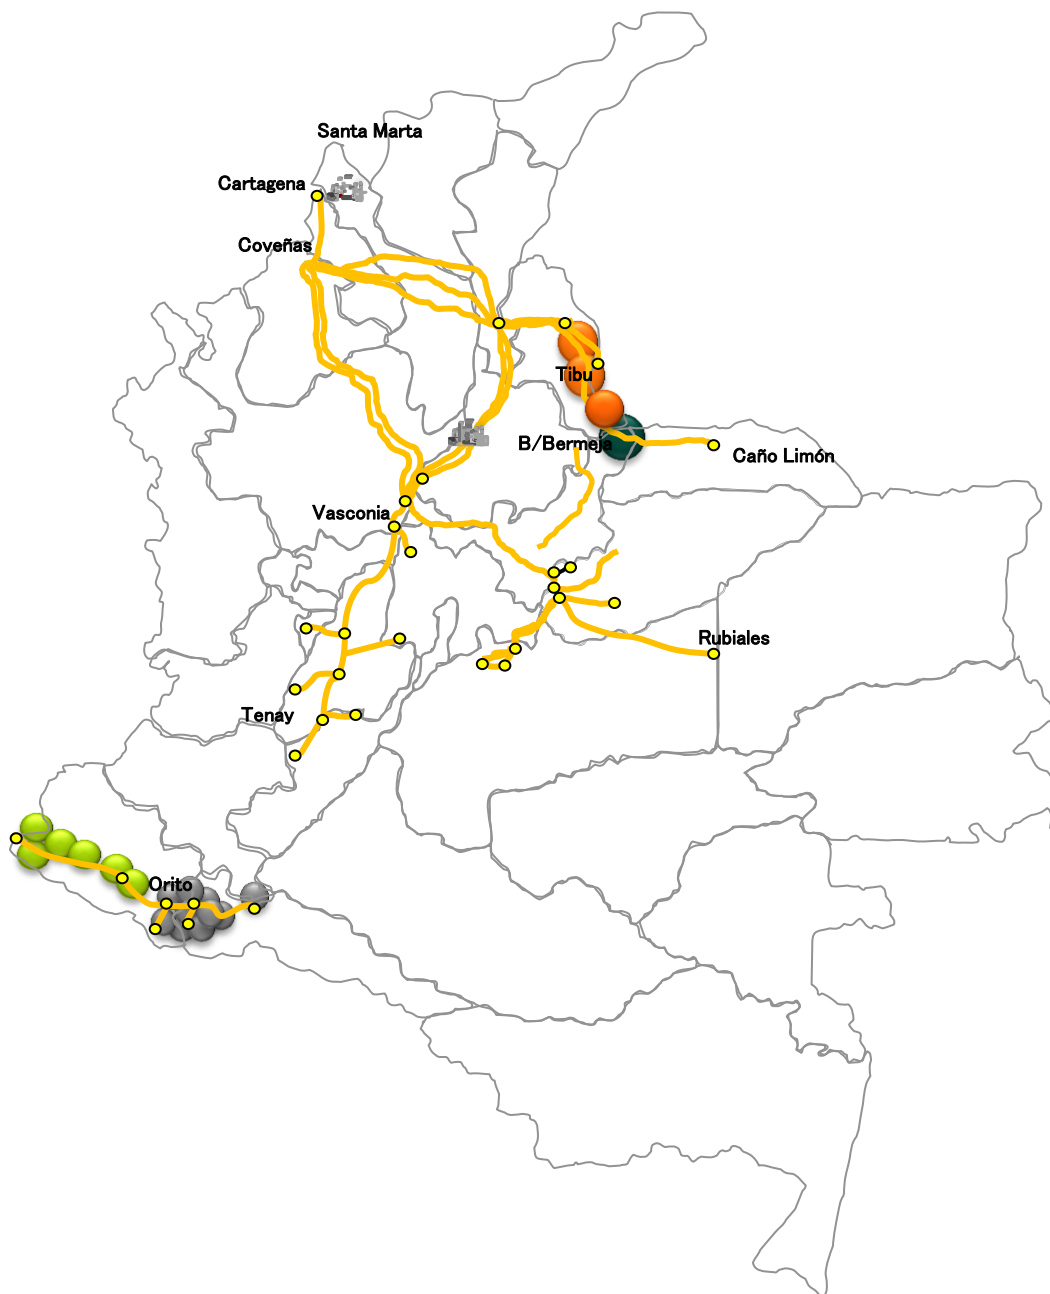 Santa Marta
Cartagena
Coveñas
Tibu
B/Bermeja
Caño Limón
Vasconia
Rubiales
Tenay
Orito